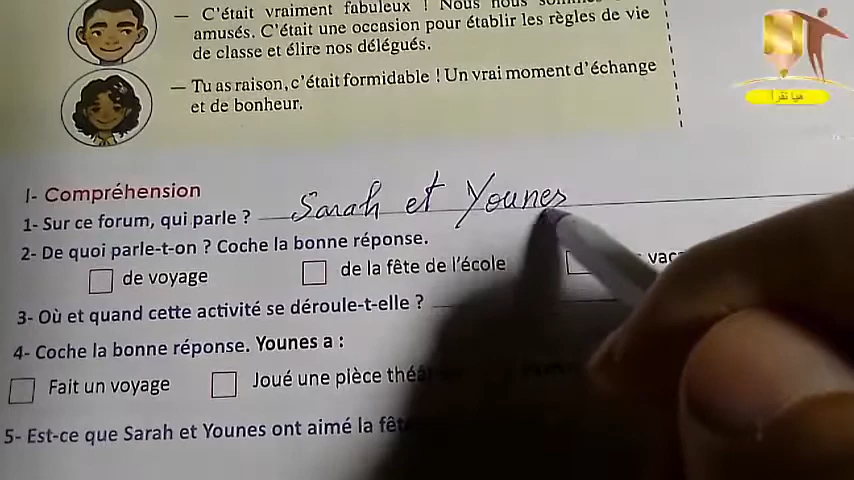 — C'était vraiment fabuleux ! Nous nous
amusés. C'était une occasion pour établir les règles de vie
de classe et élire nos délégués.
— Tu as raison, c'était formidable ! Un vrai moment d'échange
et de bonheur.
هيا نقرأ
I- Compréhension
1- Sur ce forum, qui parle ? Sarah et Younes
2- De quoi parle-t-on ? Coche la bonne réponse.
de voyage de la fête de l'école
3- Où et quand cette activité se déroule-t-elle ?
4- Coche la bonne réponse. Younes a :
Fait un voyage Joué une pièce
5- Est-ce que Sarah et Younes ont aimé la